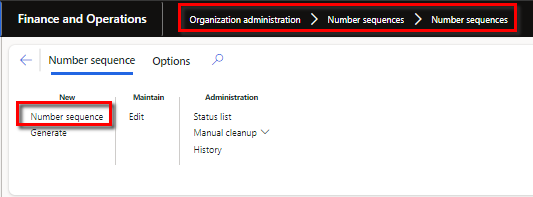 Finance and Operations
Organization administration > Number sequences > Number sequences
Number sequence Options
New Maintain Administration
Number sequence Edit Status list
Generate Manual cleanup
History